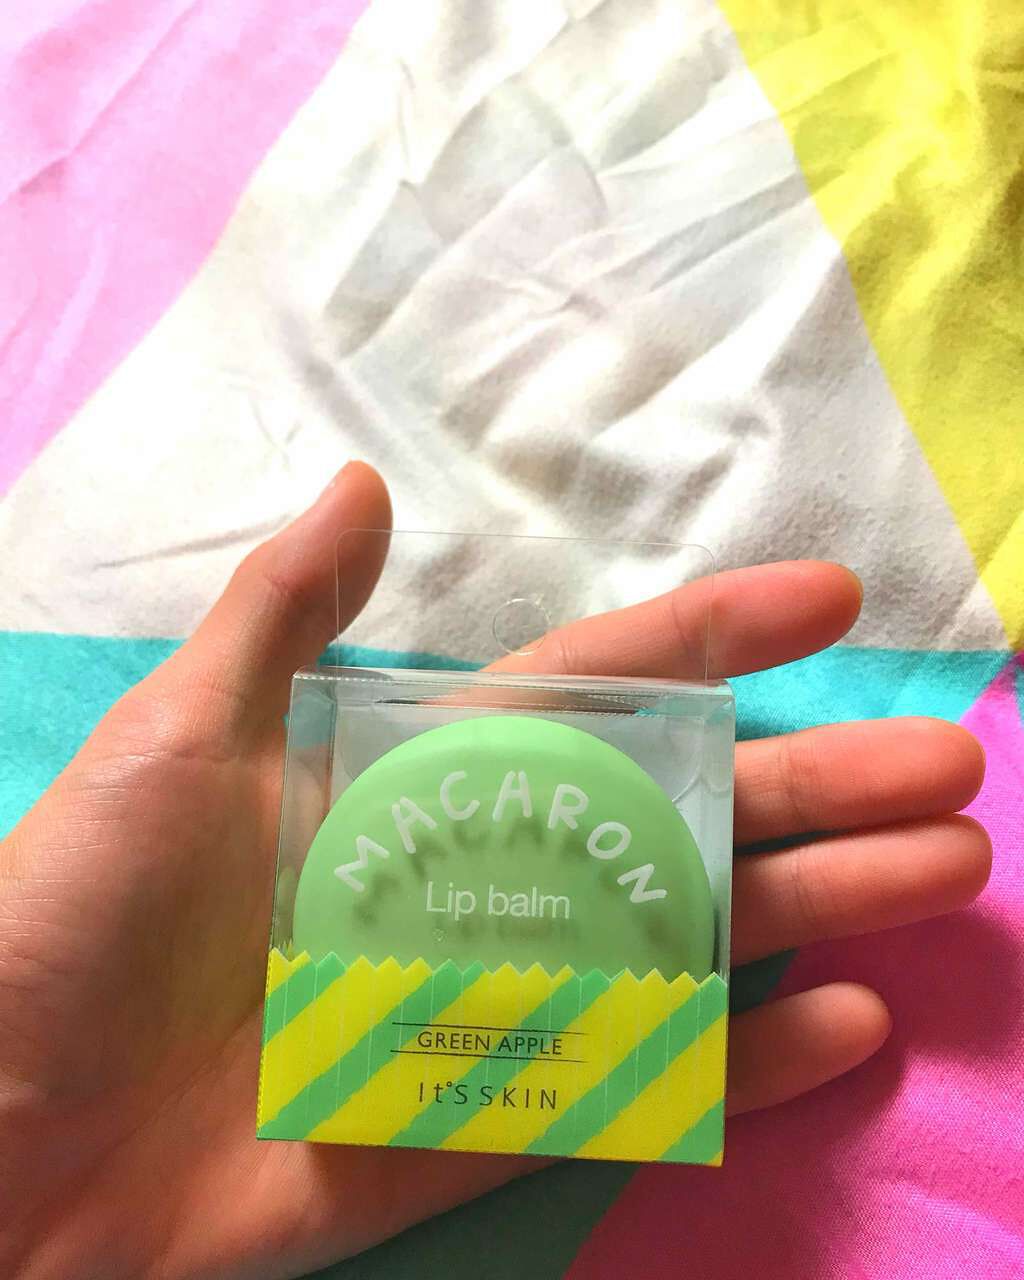 MACARON
Lip balm
GREEN APPLE
It'S SKIN